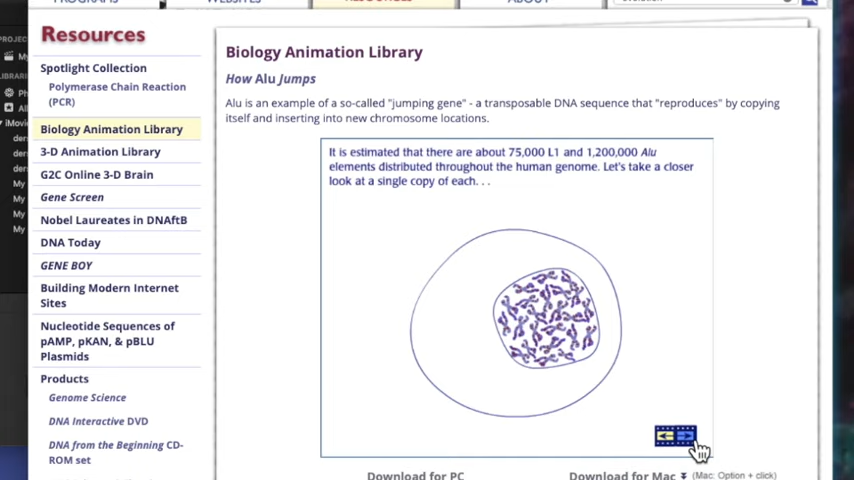 Resources
Spotlight Collection
Polymerase Chain Reaction
(PCR)
Biology Animation Library
3-D Animation Library
G2C Online 3-D Brain
Gene Screen
Nobel Laureates in DNAftB
DNA Today
GENE BOY
Building Modern Internet
Sites
Nucleotide Sequences of
pAMP, pKAN, & pBLU
Plasmids
Products
Genome Science
DNA Interactive DVD
DNA from the Beginning CD-
ROM set
Biology Animation Library
How Alu Jumps
Alu is an example of a so-called "jumping gene" - a transposable DNA sequence that "reproduces" by copying
itself and inserting into new chromosome locations.
It is estimated that there are about 75,000 L1 and 1,200,000 Alu
elements distributed throughout the human genome. Let's take a closer
look at a single copy of each. . .
Download for PC
Download for Mac (Mac: Option + click)